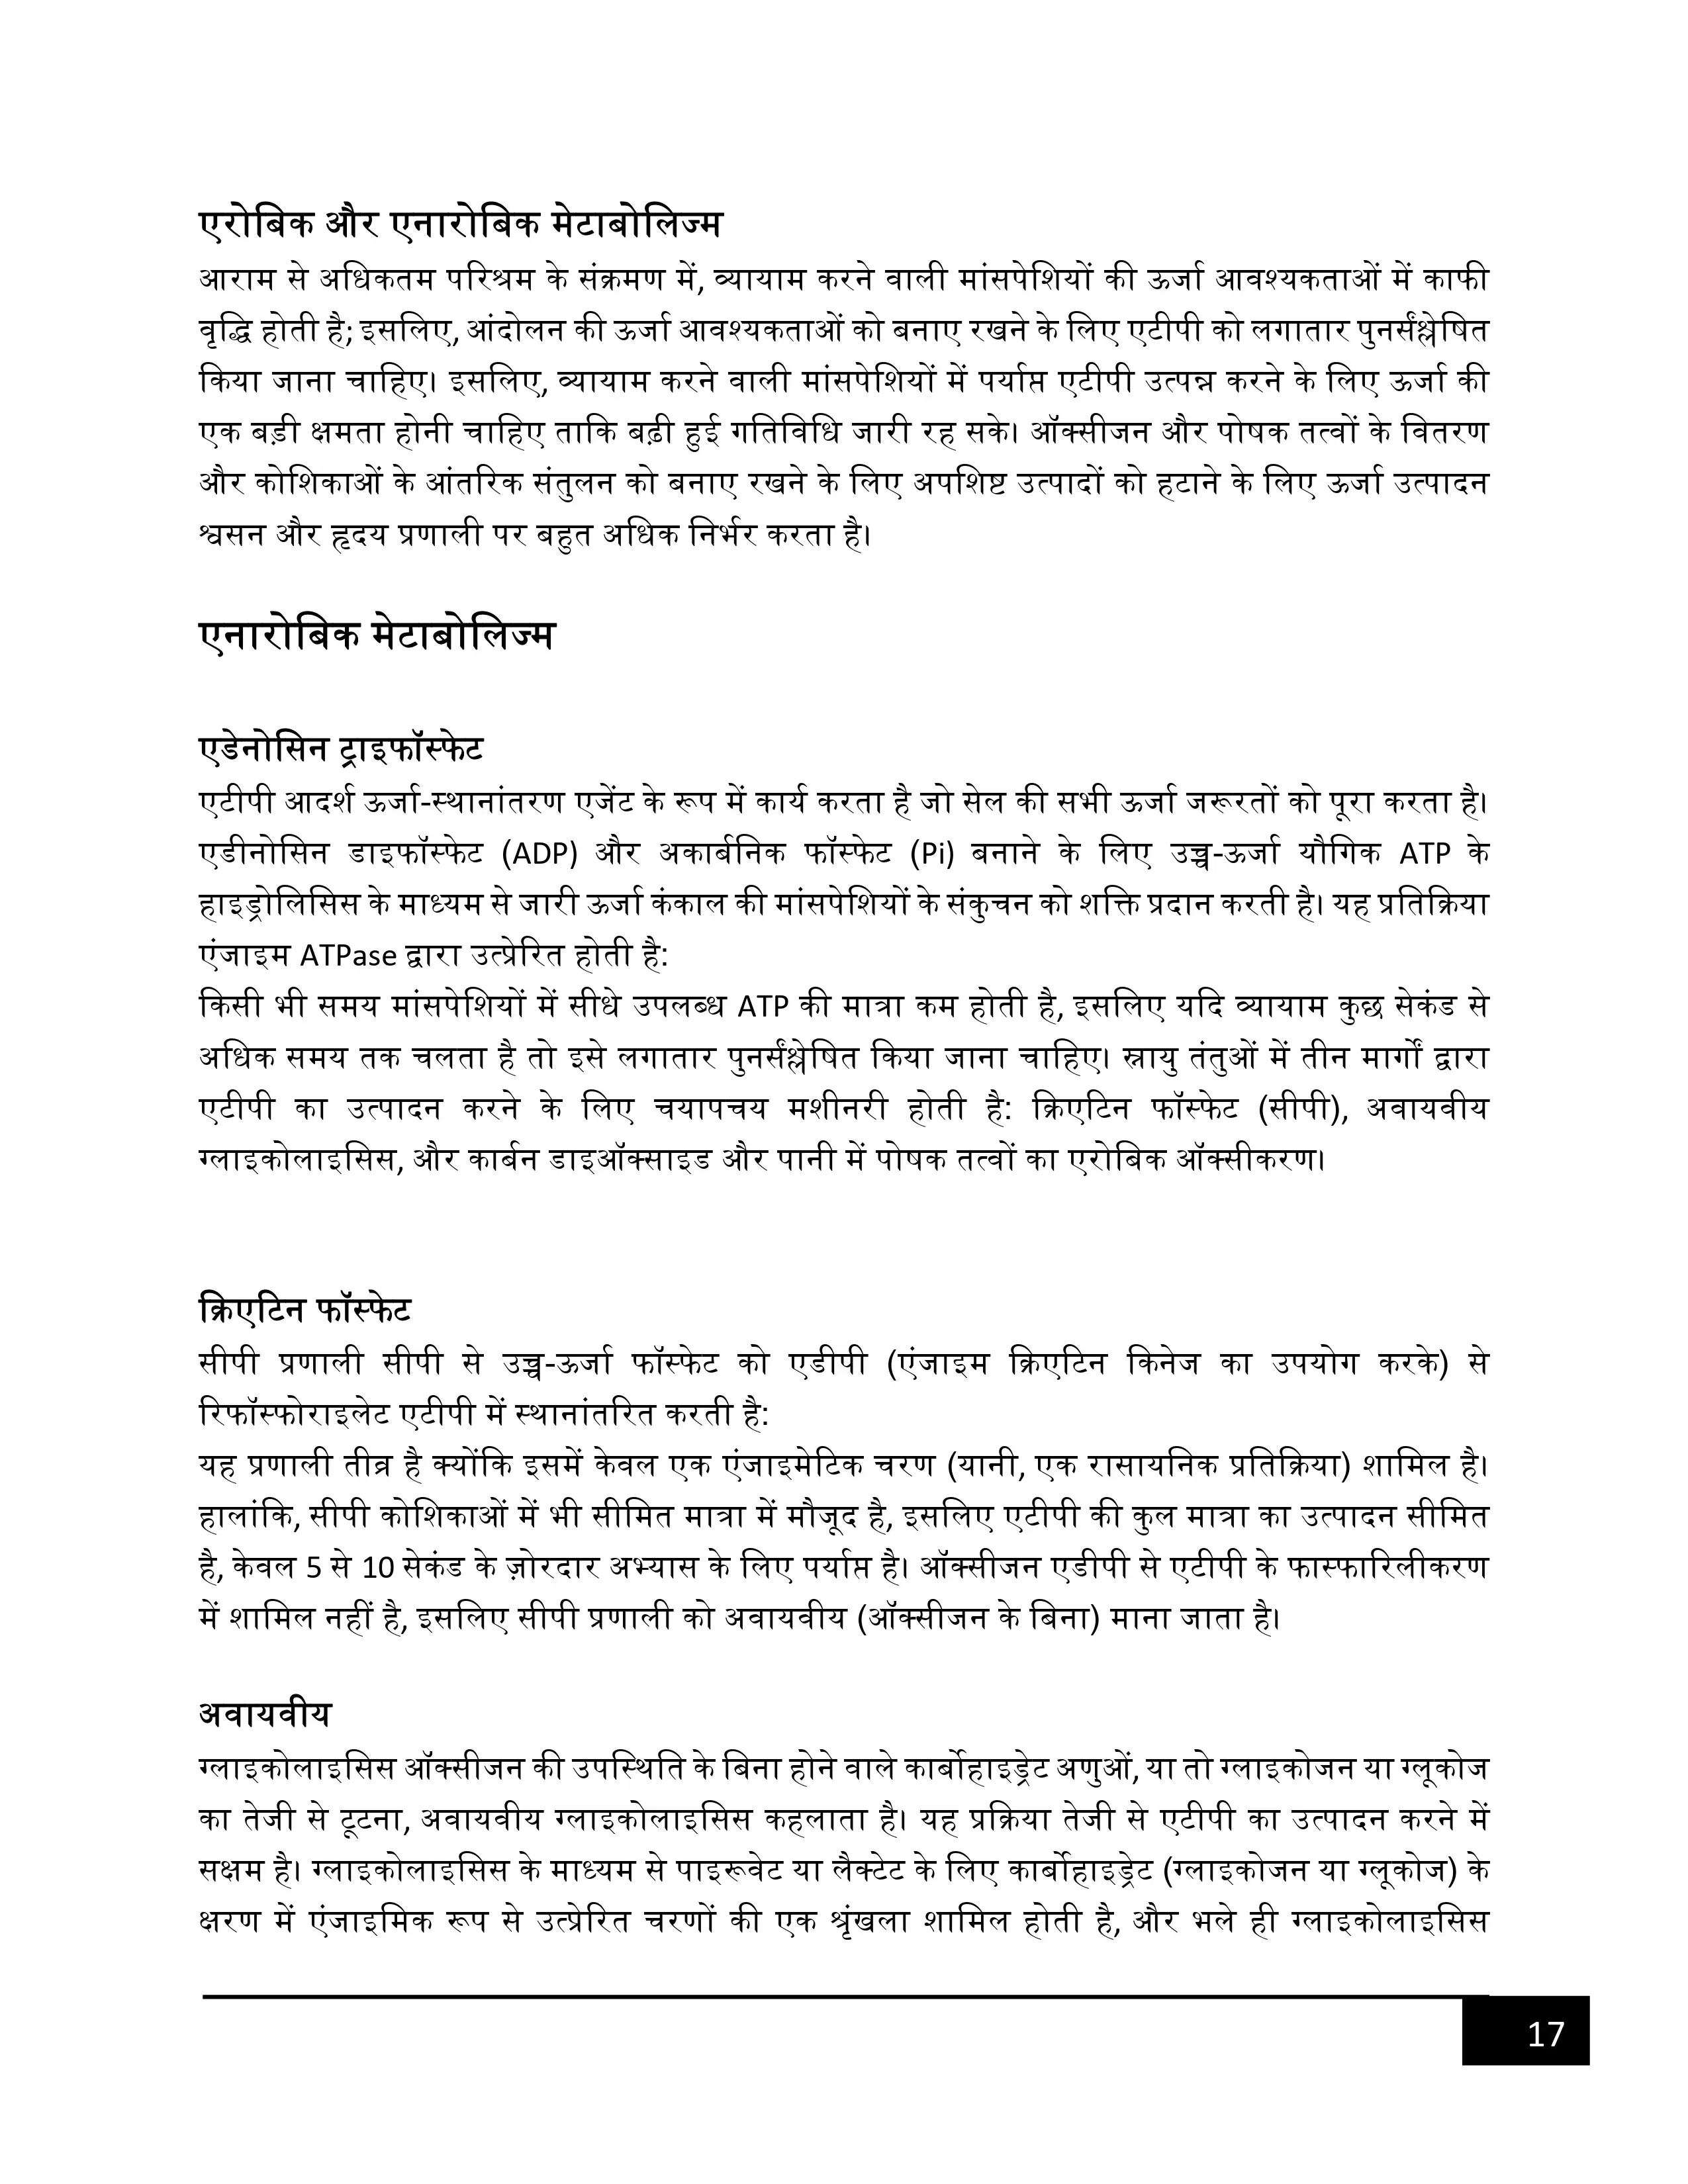 एरोबिक और एनारोबिक मेटाबोलिज्म
आराम से अधिकतम परिश्रम के संक्रमण में, व्यायाम करने वाली मांसपेशियों की ऊर्जा आवश्यकताओं में काफी
वृद्धि होती है; इसलिए, आंदोलन की ऊर्जा आवश्यकताओं को बनाए रखने के लिए एटीपी को लगातार पुनर्संश्लेषित
किया जाना चाहिए। इसलिए, व्यायाम करने वाली मांसपेशियों में पर्याप्त एटीपी उत्पन्न करने के लिए ऊर्जा की
एक बड़ी क्षमता होनी चाहिए ताकि बढ़ी हुई गतिविधि जारी रह सके। ऑक्सीजन और पोषक तत्वों के वितरण
और कोशिकाओं के आंतरिक संतुलन को बनाए रखने के लिए अपशिष्ट उत्पादों को हटाने के लिए ऊर्जा उत्पादन
श्वसन और हृदय प्रणाली पर बहुत अधिक निर्भर करता है।
एनारोबिक मेटाबोलिज्म
एडेनोसिन ट्राइफॉस्फेट
एटीपी आदर्श ऊर्जा-स्थानांतरण एजेंट के रूप में कार्य करता है जो सेल की सभी ऊर्जा जरूरतों को पूरा करता है।
एडीनोसिन डाइफॉस्फेट (ADP) और अकार्बनिक फॉस्फेट (Pi) बनाने के लिए उच्च-ऊर्जा यौगिक ATP के
हाइड्रोलिसिस के माध्यम से जारी ऊर्जा कंकाल की मांसपेशियों के संकुचन को शक्ति प्रदान करती है। यह प्रतिक्रिया
एंजाइम ATPase द्वारा उत्प्रेरित होती है:
किसी भी समय मांसपेशियों में सीधे उपलब्ध ATP की मात्रा कम होती है, इसलिए यदि व्यायाम कुछ सेकंड से
अधिक समय तक चलता है तो इसे लगातार पुनर्संश्लेषित किया जाना चाहिए। स्नायु तंतुओं में तीन मार्गों द्वारा
एटीपी का उत्पादन करने के लिए चयापचय मशीनरी होती है: क्रिएटिन फॉस्फेट (सीपी), अवायवीय
ग्लाइकोलाइसिस, और कार्बन डाइऑक्साइड और पानी में पोषक तत्वों का एरोबिक ऑक्सीकरण।
क्रिएटिन फॉस्फेट
सीपी प्रणाली सीपी से उच्च-ऊर्जा फॉस्फेट को एडीपी (एंजाइम क्रिएटिन किनेज का उपयोग करके) से
रिफॉस्फोराइलेट एटीपी में स्थानांतरित करती है:
यह प्रणाली तीव्र है क्योंकि इसमें केवल एक एंजाइमेटिक चरण (यानी, एक रासायनिक प्रतिक्रिया) शामिल है।
हालांकि, सीपी कोशिकाओं में भी सीमित मात्रा में मौजूद है, इसलिए एटीपी की कुल मात्रा का उत्पादन सीमित
है, केवल 5 से 10 सेकंड के ज़ोरदार अभ्यास के लिए पर्याप्त है। ऑक्सीजन एडीपी से एटीपी के फास्फारिलीकरण
में शामिल नहीं है, इसलिए सीपी प्रणाली को अवायवीय (ऑक्सीजन के बिना) माना जाता है।
अवायवीय
ग्लाइकोलाइसिस ऑक्सीजन की उपस्थिति के बिना होने वाले कार्बोहाइड्रेट अणुओं, या तो ग्लाइकोजन या ग्लूकोज
का तेजी से टूटना, अवायवीय ग्लाइकोलाइसिस कहलाता है। यह प्रक्रिया तेजी से एटीपी का उत्पादन करने में
सक्षम है। ग्लाइकोलाइसिस के माध्यम से पाइरूवेट या लैक्टेट के लिए कार्बोहाइड्रेट (ग्लाइकोजन या ग्लूकोज) के
क्षरण में एंजाइमिक रूप से उत्प्रेरित चरणों की एक श्रृंखला शामिल होती है, और भले ही ग्लाइकोलाइसिस
17